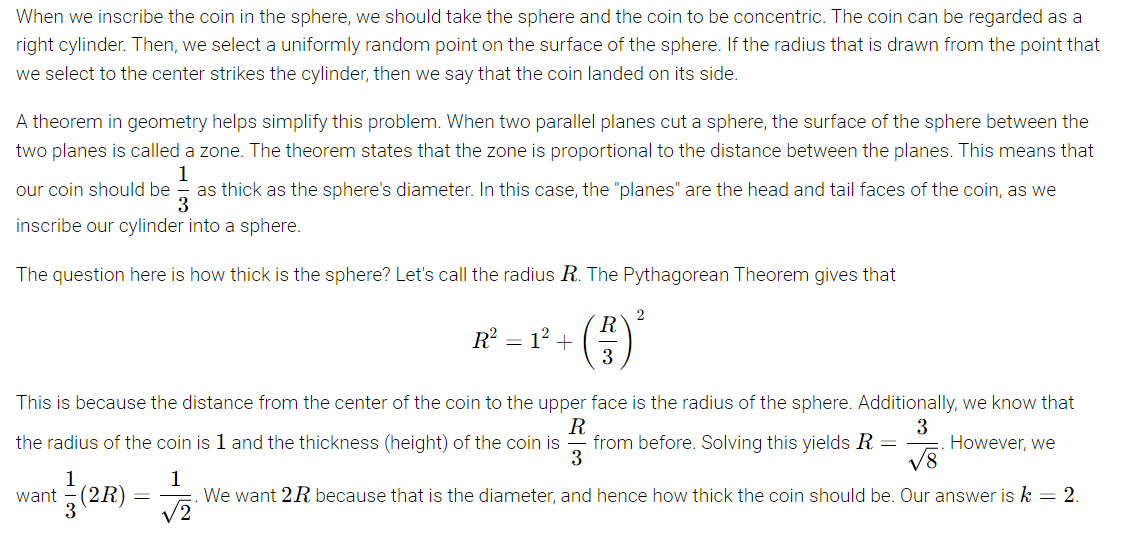 When we inscribe the coin in the sphere, we should take the sphere and the coin to be concentric. The coin can be regarded as a
right cylinder. Then, we select a uniformly random point on the surface of the sphere. If the radius that is drawn from the point that
we select to the center strikes the cylinder, then we say that the coin landed on its side.
A theorem in geometry helps simplify this problem. When two parallel planes cut a sphere, the surface of the sphere between the
two planes is called a zone. The theorem states that the zone is proportional to the distance between the planes. This means that
our coin should be $\frac{1}{3}$ as thick as the sphere's diameter. In this case, the "planes" are the head and tail faces of the coin, as we
inscribe our cylinder into a sphere.
The question here is how thick is the sphere? Let's call the radius $R$. The Pythagorean Theorem gives that
$R^2 = 1^2 + \left(\frac{R}{3}\right)^2$
This is because the distance from the center of the coin to the upper face is the radius of the sphere. Additionally, we know that
the radius of the coin is $1$ and the thickness (height) of the coin is $\frac{R}{3}$ from before. Solving this yields $R = \frac{3}{\sqrt{8}}$. However, we
want $\frac{1}{3}(2R) = \frac{1}{\sqrt{2}}$. We want $2R$ because that is the diameter, and hence how thick the coin should be. Our answer is $k = 2$.